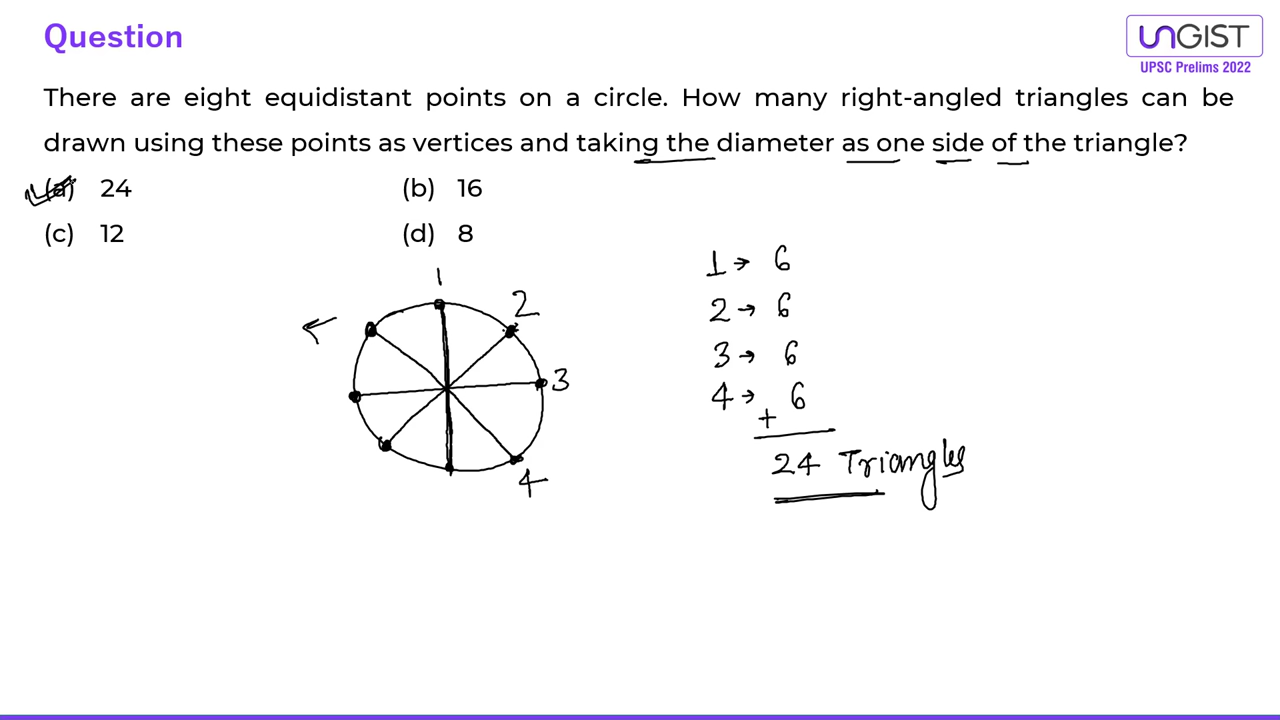 Question
UNGIST
UPSC Prelims 2022
There are eight equidistant points on a circle. How many right-angled triangles can be
drawn using these points as vertices and taking the diameter as one side of the triangle?
(a) 24
(b) 16
(c) 12
(d) 8
1
2
3
4
1 → 6
2 → 6
3 → 6
4 → 6
+
24 Triangles